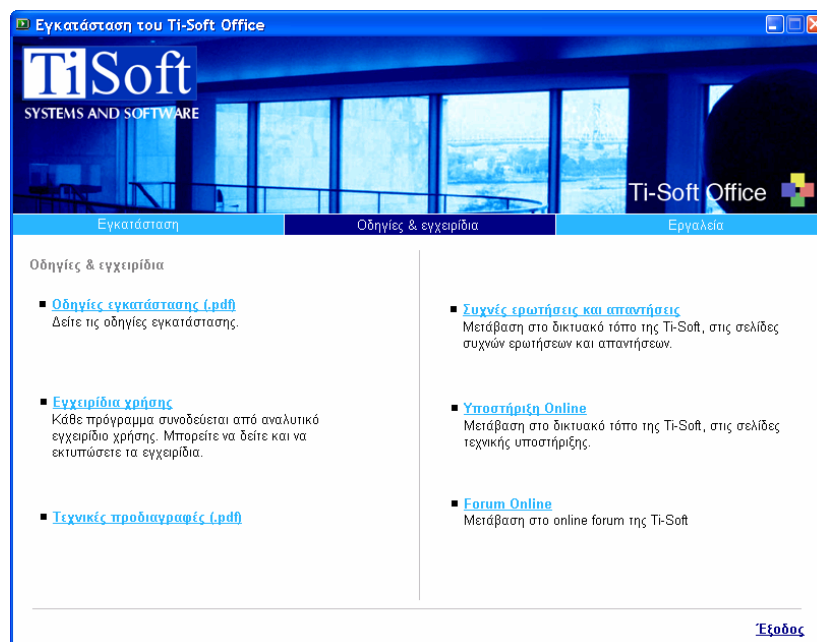 Εγκατάσταση του Ti-Soft Office
TiSoft
SYSTEMS AND SOFTWARE
Ti-Soft Office
Εγκατάσταση
Οδηγίες & εγχειρίδια
Εργαλεία
Οδηγίες & εγχειρίδια
Οδηγίες εγκατάστασης (.pdf)
Δείτε τις οδηγίες εγκατάστασης.
Εγχειρίδια χρήσης
Κάθε πρόγραμμα συνοδεύεται από αναλυτικό
εγχειρίδιο χρήσης. Μπορείτε να δείτε και να
εκτυπώσετε τα εγχειρίδια.
Τεχνικές προδιαγραφές (.pdf)
Συχνές ερωτήσεις και απαντήσεις
Μετάβαση στο δικτυακό τόπο της Ti-Soft, στις σελίδες
συχνών ερωτήσεων και απαντήσεων.
Υποστήριξη Online
Μετάβαση στο δικτυακό τόπο της Ti-Soft, στις σελίδες
τεχνικής υποστήριξης.
Forum Online
Μετάβαση στο online forum της Ti-Soft
Έξοδος